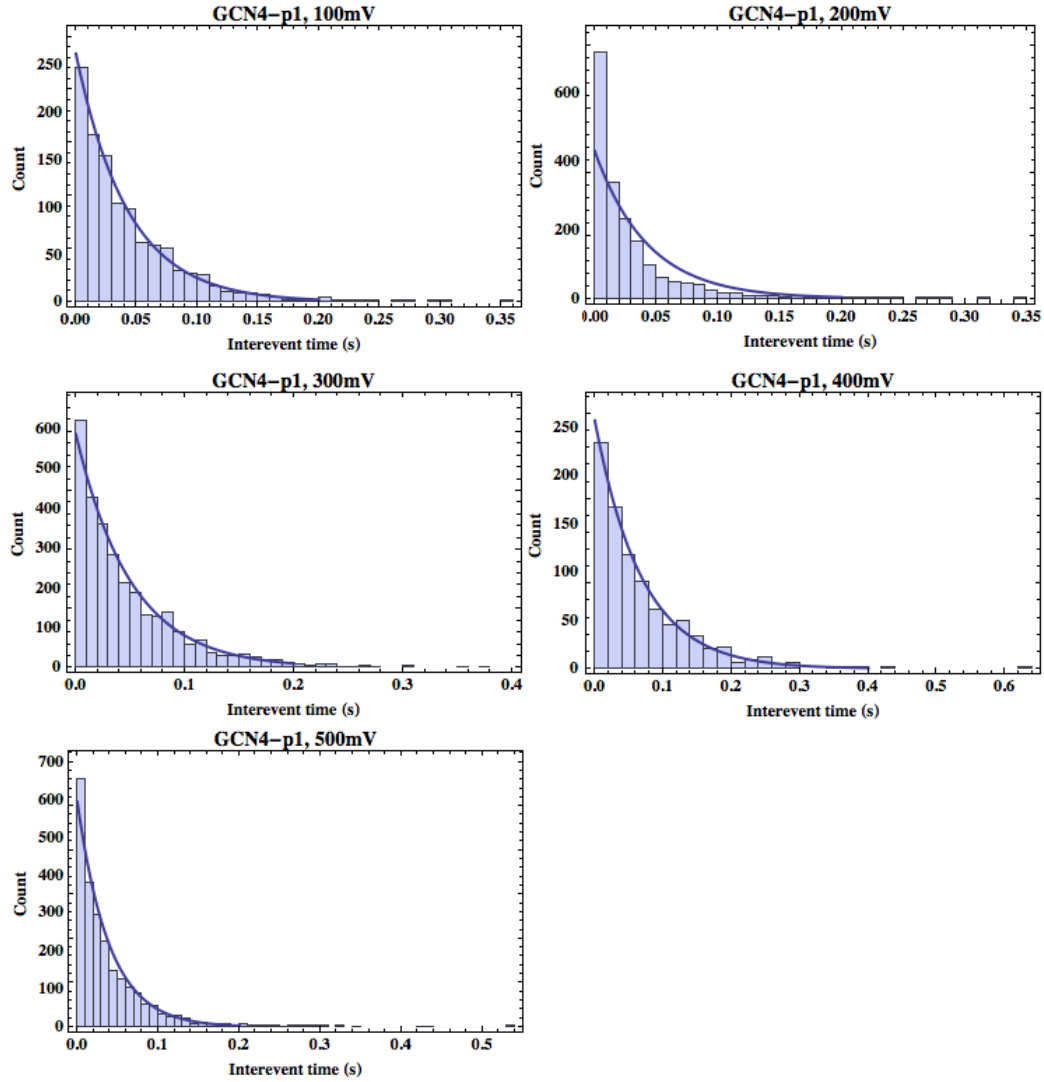 GCN4-p1, 100mV
Count
250
200
150
100
50
0
0.00 0.05 0.10 0.15 0.20 0.25 0.30 0.35
Interevent time (s)
GCN4-p1, 200mV
Count
600
400
200
0
0.00 0.05 0.10 0.15 0.20 0.25 0.30 0.35
Interevent time (s)
GCN4-p1, 300mV
Count
600
500
400
300
200
100
0
0.0 0.1 0.2 0.3 0.4
Interevent time (s)
GCN4-p1, 400mV
Count
250
200
150
100
50
0
0.0 0.1 0.2 0.3 0.4 0.5 0.6
Interevent time (s)
GCN4-p1, 500mV
Count
700
600
500
400
300
200
100
0
0.0 0.1 0.2 0.3 0.4 0.5
Interevent time (s)